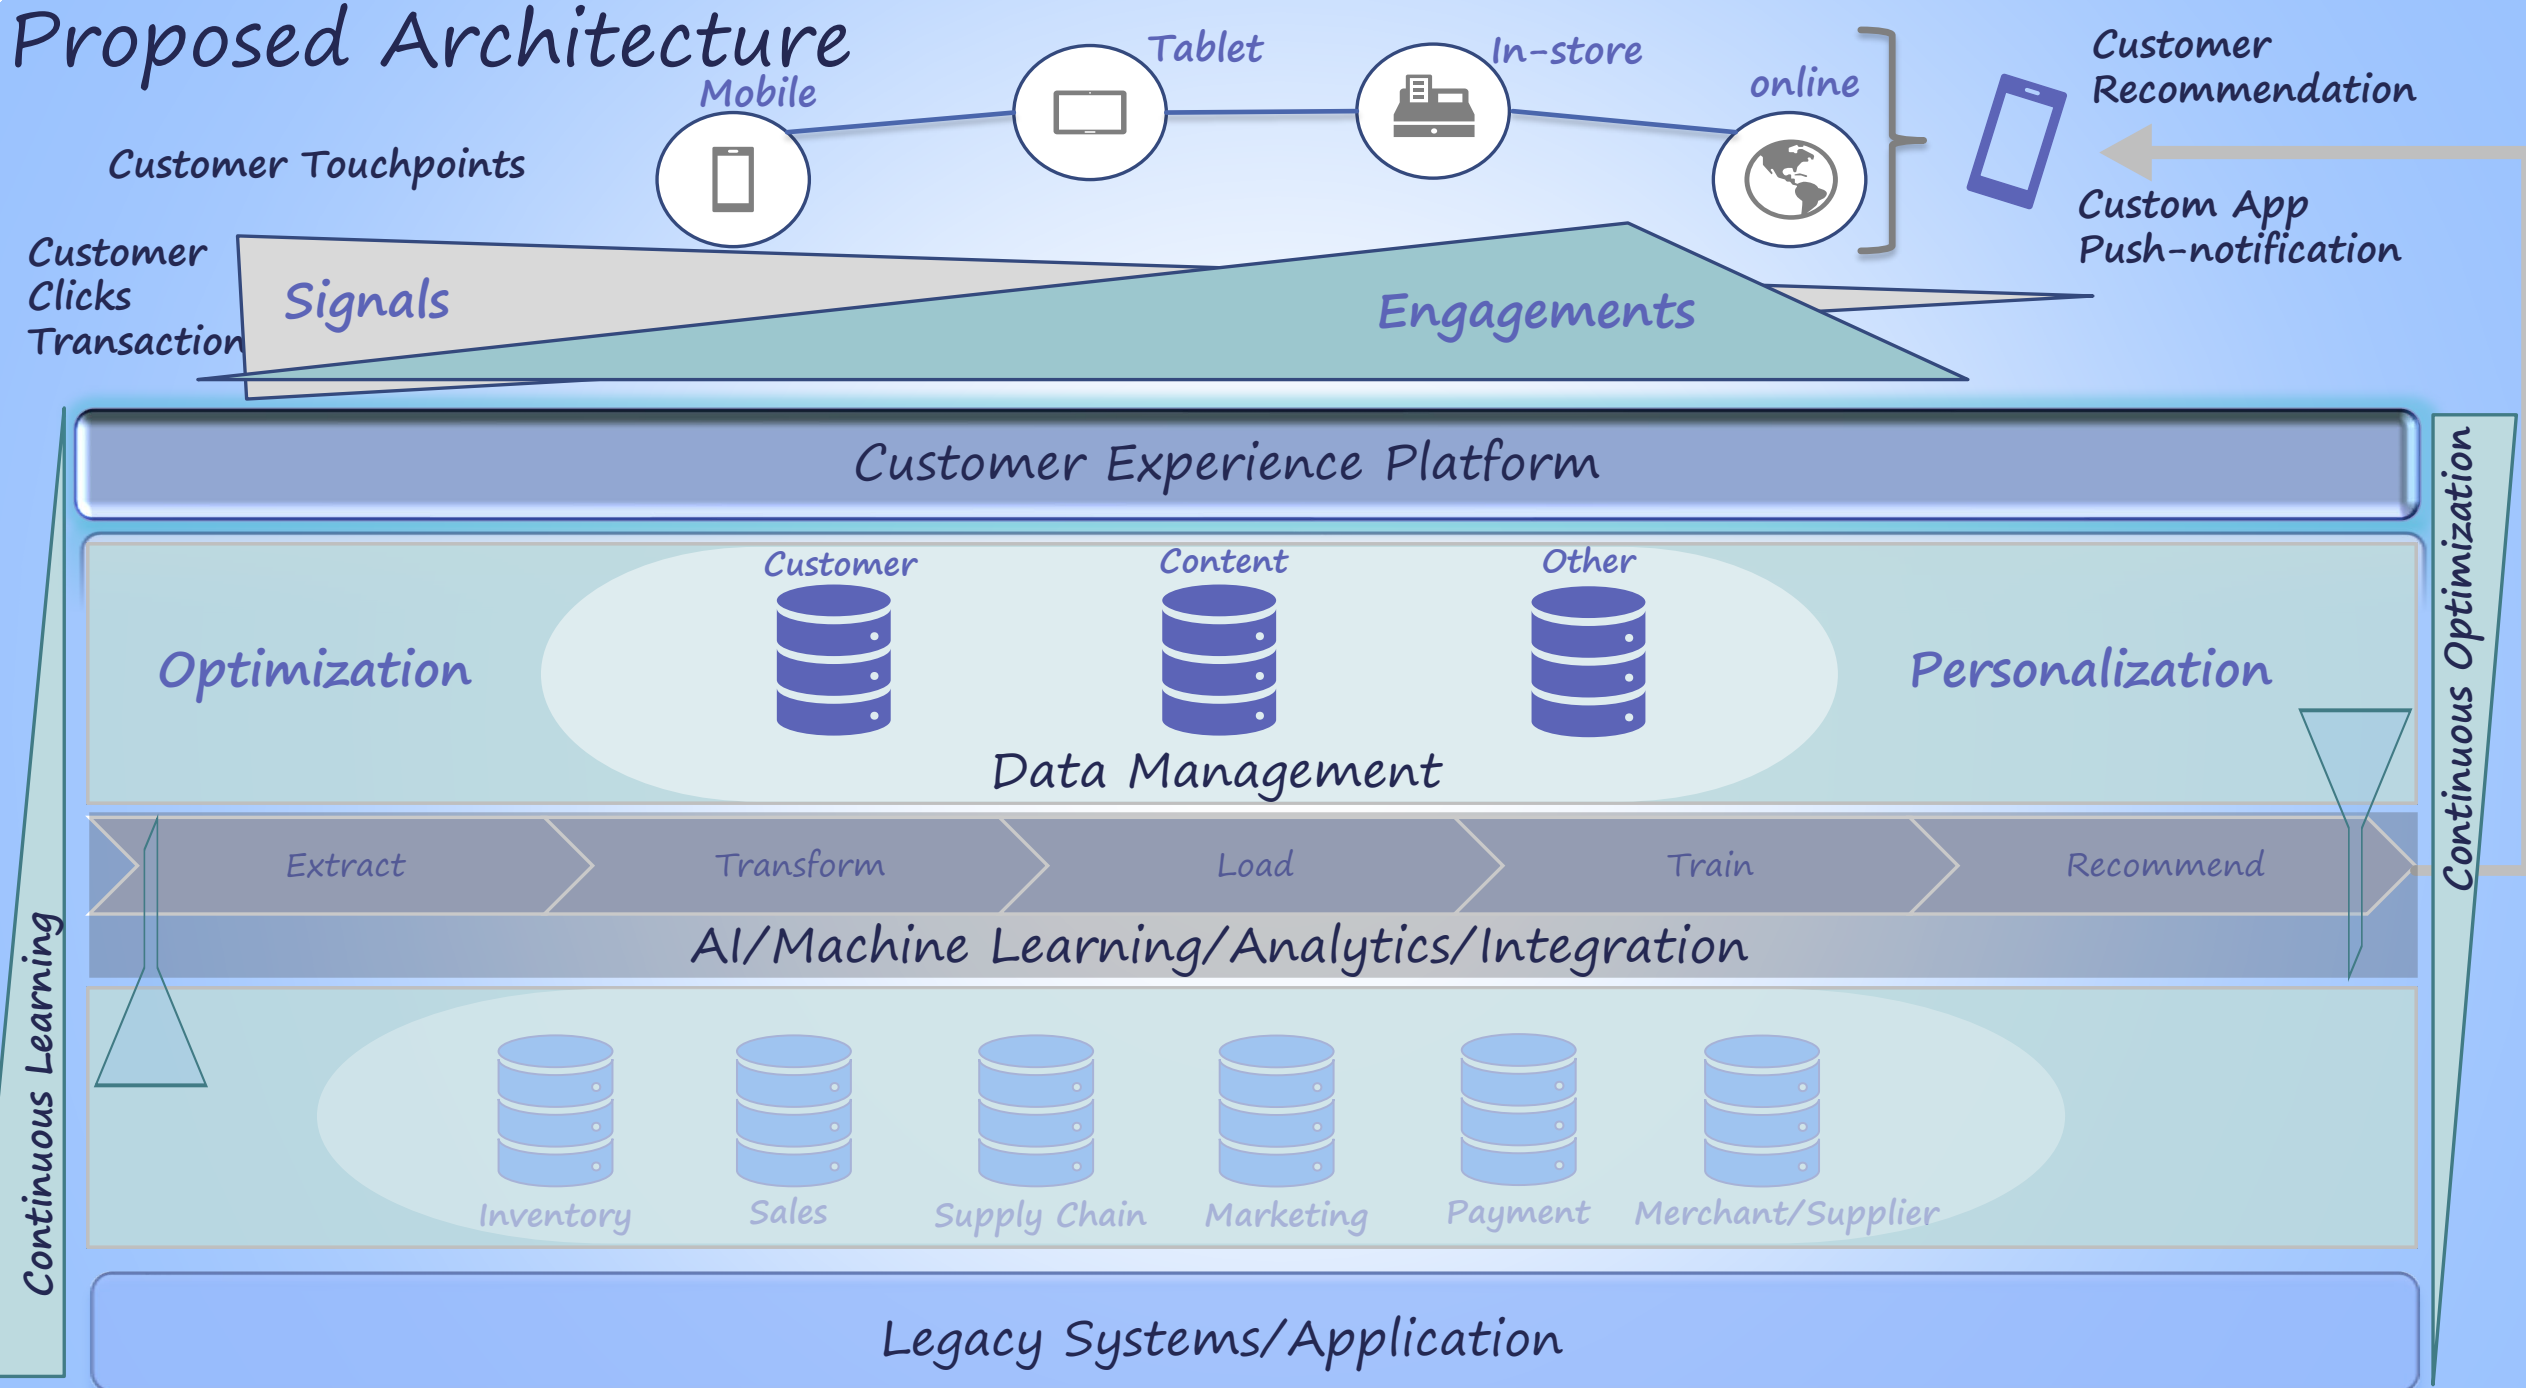 Proposed Architecture
Mobile
Tablet
In-store
online
Customer
Recommendation
Customer Touchpoints
Custom App
Push-notification
Customer
Clicks
Transaction
Signals
Engagements
Customer Experience Platform
Continuous Optimization
Customer
Content
Other
Optimization
Personalization
Data Management
Extract
Transform
Load
Train
Recommend
AI/Machine Learning/Analytics/Integration
Continuous Learning
Inventory
Sales
Supply Chain
Marketing
Payment
Merchant/Supplier
Legacy Systems/Application